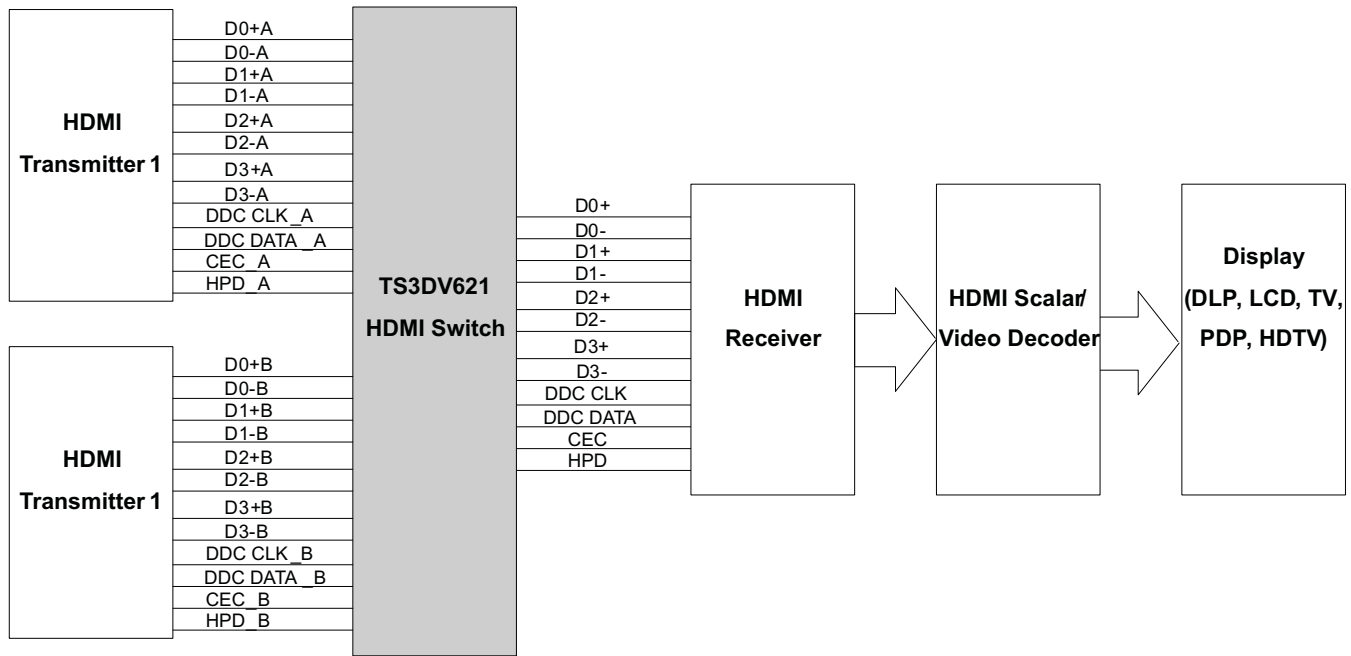 HDMI
Transmitter 1
D0+A
D0-A
D1+A
D1-A
D2+A
D2-A
D3+A
D3-A
DDC CLK_A
DDC DATA _A
CEC_A
HPD_A
HDMI
Transmitter 1
D0+B
D0-B
D1+B
D1-B
D2+B
D2-B
D3+B
D3-B
DDC CLK_B
DDC DATA _B
CEC_B
HPD_B
TS3DV621
HDMI Switch
D0+
D0-
D1+
D1-
D2+
D2-
D3+
D3-
DDC CLK
DDC DATA
CEC
HPD
HDMI
Receiver
HDMI Scalar/
Video Decoder
Display
(DLP, LCD, TV,
PDP, HDTV)